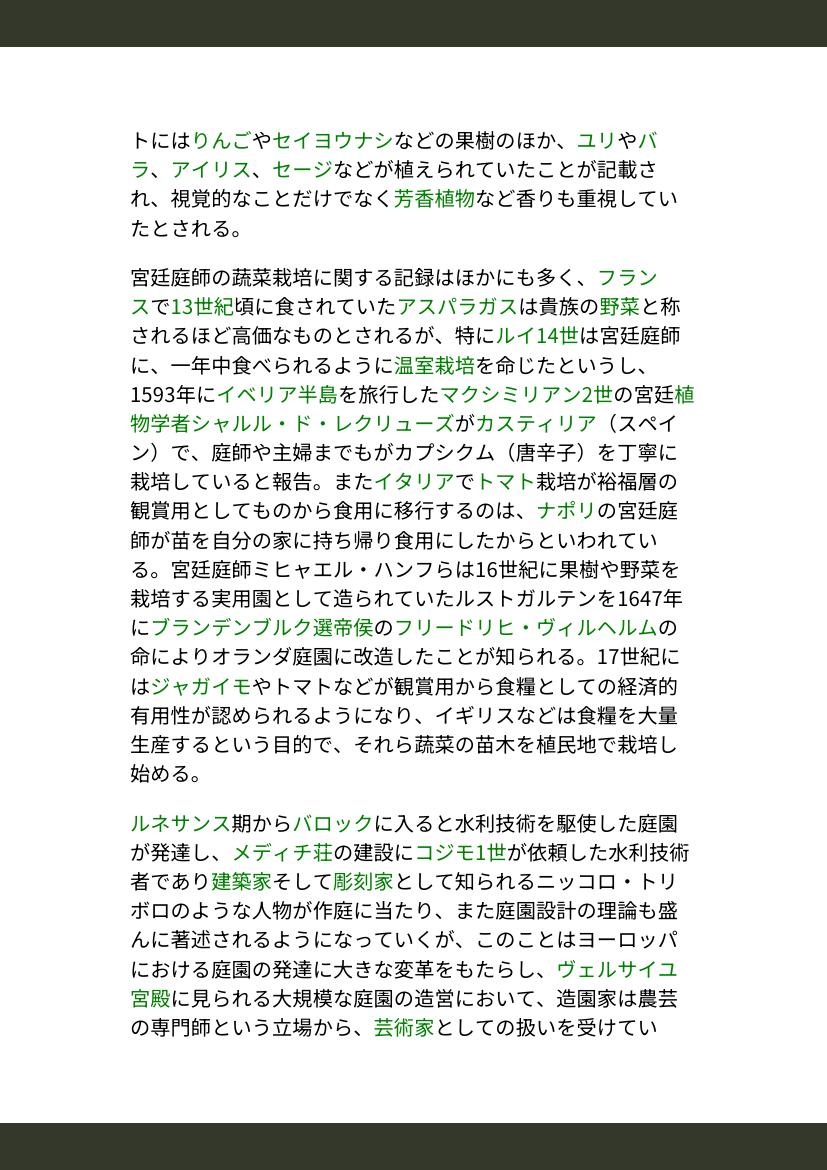 トにはりんごやセイヨウナシなどの果樹のほか、ユリやバ
ラ、アイリス、セージなどが植えられていたことが記載さ
れ、視覚的なことだけでなく芳香植物など香りも重視してい
たとされる。
宮廷庭師の蔬菜栽培に関する記録はほかにも多く、フラン
スで13世紀頃に食されていたアスパラガスは貴族の野菜と称
されるほど高価なものとされるが、特にルイ14世は宮廷庭師
に、一年中食べられるように温室栽培を命じたというし、
1593年にイベリア半島を旅行したマクシミリアン2世の宮廷植
物学者シャルル・ド・レクリューズがカスティリア（スペイ
ン）で、庭師や主婦までもがカプシクム（唐辛子）を丁寧に
栽培していると報告。またイタリアでトマト栽培が裕福層の
観賞用としてものから食用に移行するのは、ナポリの宮廷庭
師が苗を自分の家に持ち帰り食用にしたからといわれてい
る。宮廷庭師ミヒャエル・ハンフらは16世紀に果樹や野菜を
栽培する実用園として造られていたルストガルテンを1647年
にブランデンブルク選帝侯のフリードリヒ・ヴィルヘルムの
命によりオランダ庭園に改造したことが知られる。17世紀に
はジャガイモやトマトなどが観賞用から食糧としての経済的
有用性が認められるようになり、イギリスなどは食糧を大量
生産するという目的で、それら蔬菜の苗木を植民地で栽培し
始める。
ルネサンス期からバロックに入ると水利技術を駆使した庭園
が発達し、メディチ荘の建設にコジモ1世が依頼した水利技術
者であり建築家そして彫刻家として知られるニッコロ・トリ
ボロのような人物が作庭に当たり、また庭園設計の理論も盛
んに著述されるようになっていくが、このことはヨーロッパ
における庭園の発達に大きな変革をもたらし、ヴェルサイユ
宮殿に見られる大規模な庭園の造営において、造園家は農芸
の専門師という立場から、芸術家としての扱いを受けてい